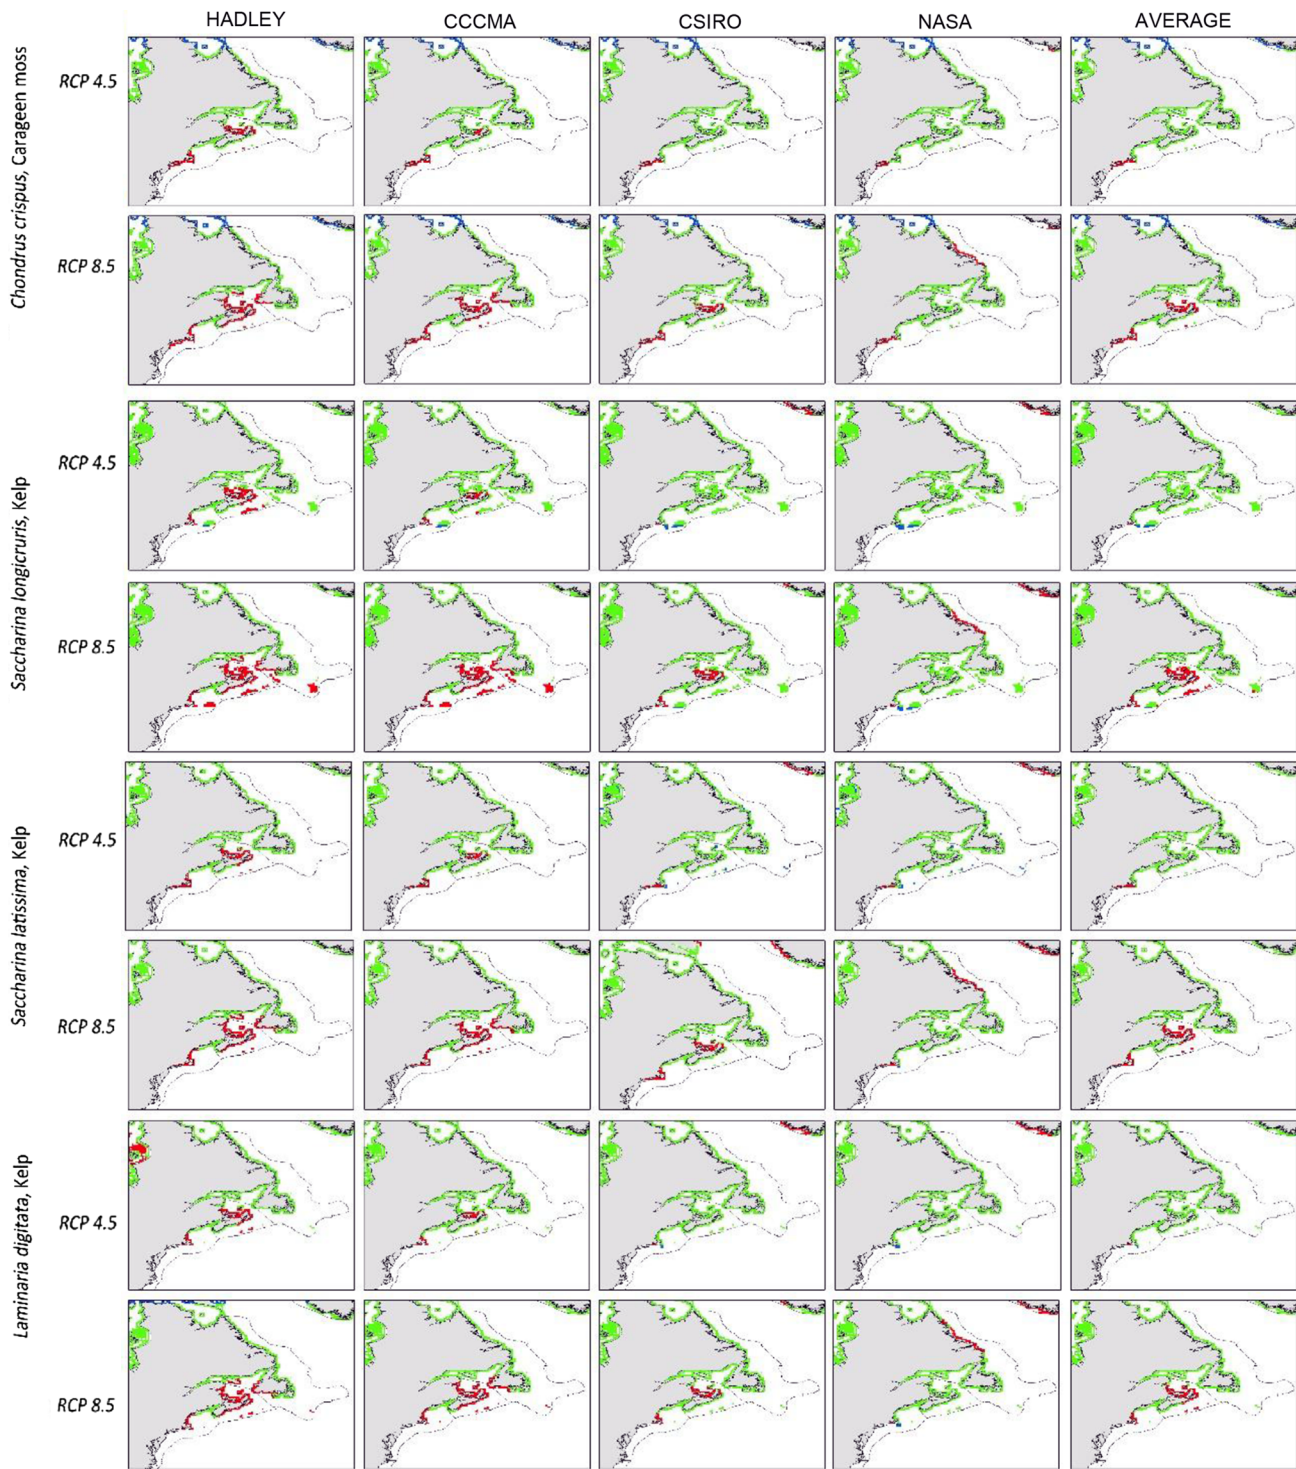 HADLEY CCCMA CSIRO NASA AVERAGE
Chondrus crispus, Carageen moss
RCP 4.5
RCP 8.5
Saccharina longicruris, Kelp
RCP 4.5
RCP 8.5
Saccharina latissima, Kelp
RCP 4.5
RCP 8.5
Laminaria digitata, Kelp
RCP 4.5
RCP 8.5